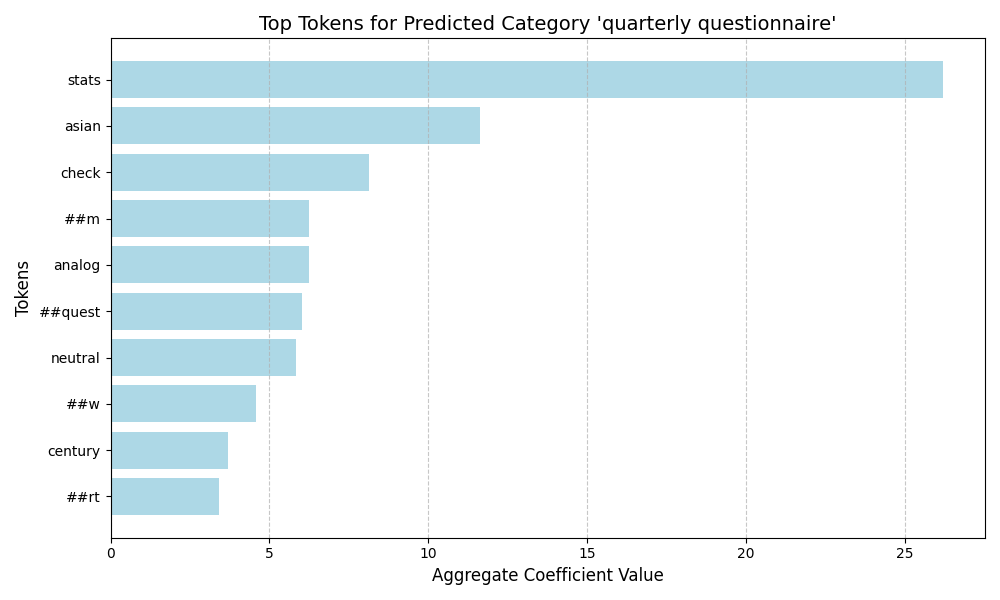 Top Tokens for Predicted Category 'quarterly questionnaire'
Tokens
stats
asian
check
##m
analog
##quest
neutral
##w
century
##rt
0 5 10 15 20 25
Aggregate Coefficient Value